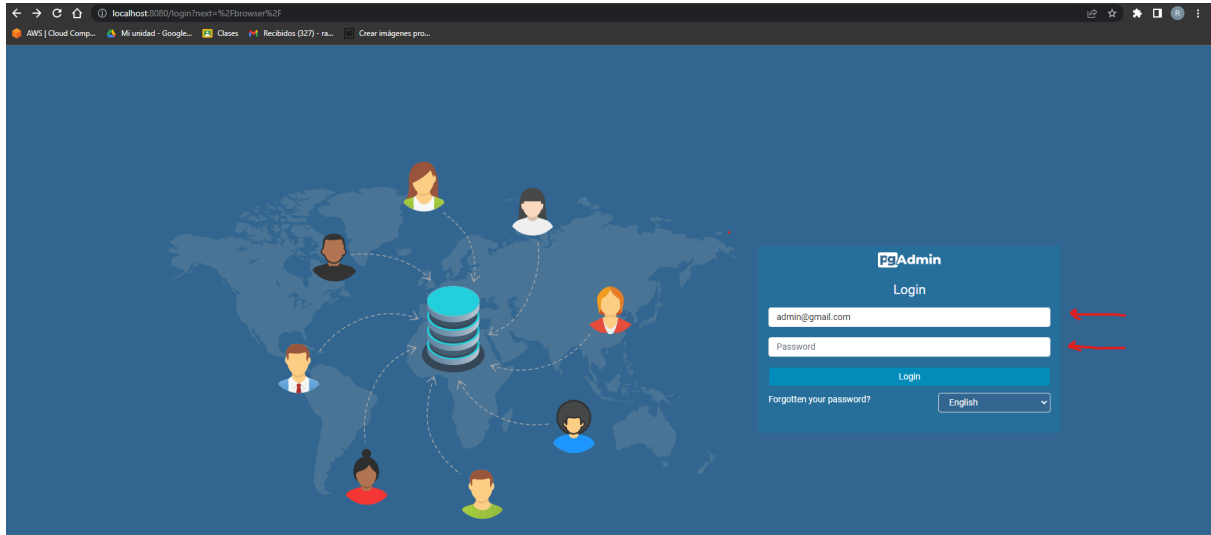 localhost:8080/login?next=%2Fbrowser%2F
AWS | Cloud Comp... Mi unidad - Google... Clases Recibidos (327) - ra... Crear imágenes pro...
pgAdmin
Login
admin@gmail.com
Password
Login
Forgotten your password? English